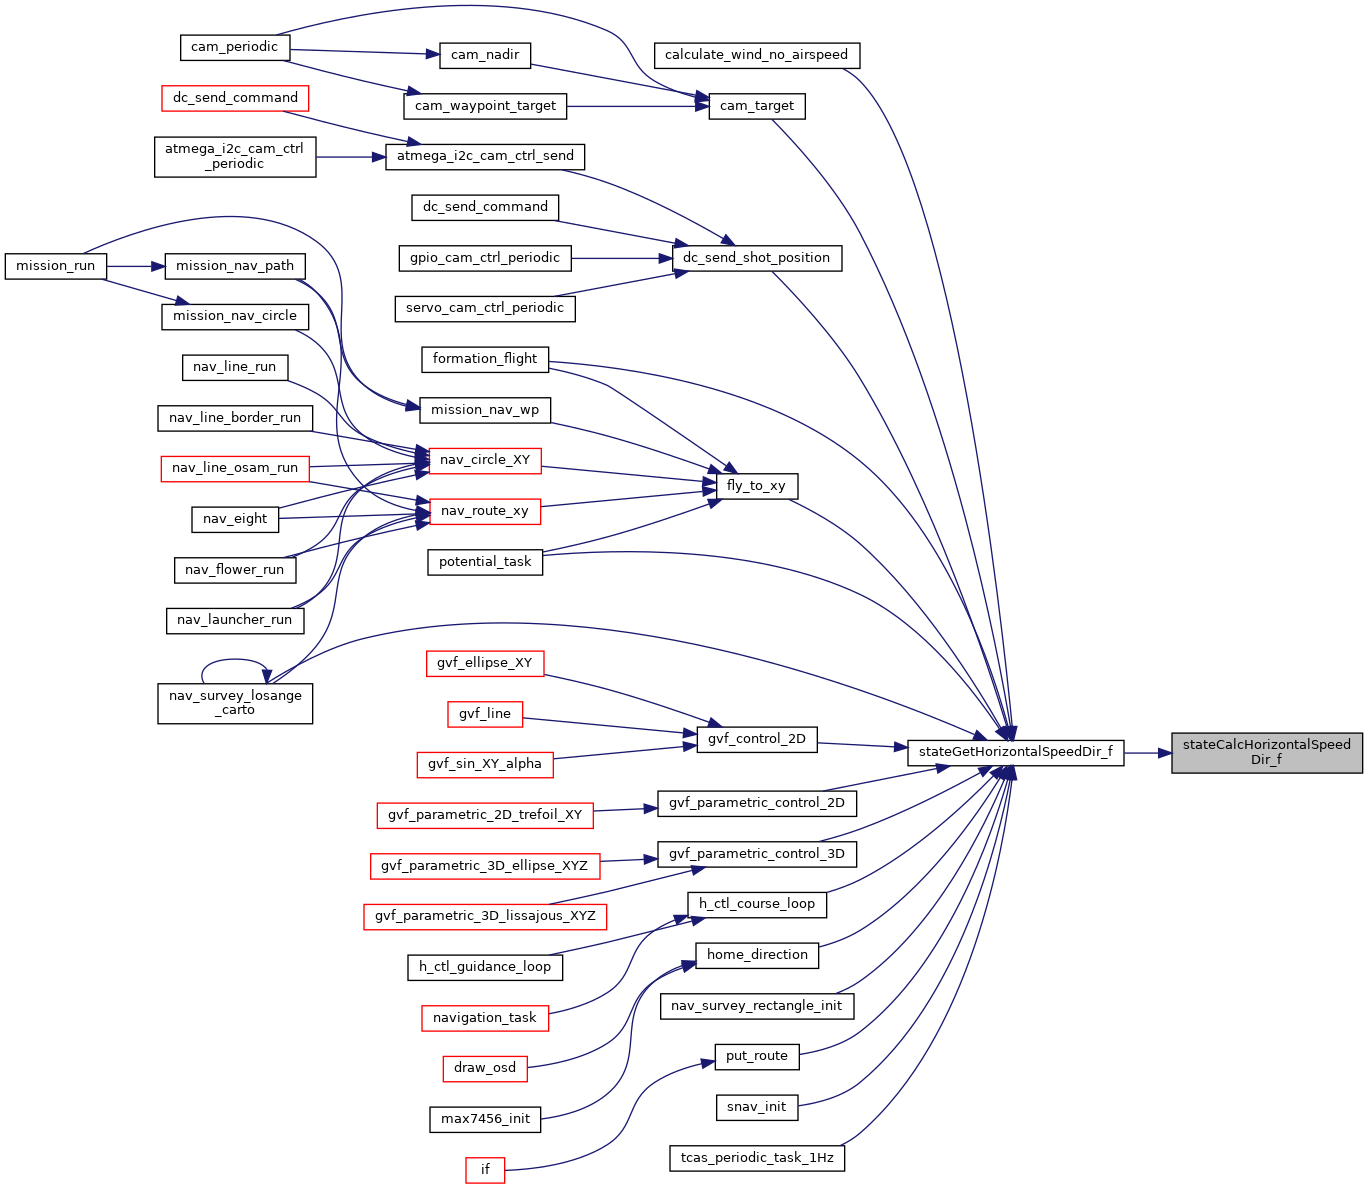 cam_periodic
cam_nadir
calculate_wind_no_airspeed
dc_send_command
cam_waypoint_target
cam_target
atmega_i2c_cam_ctrl
_periodic
atmega_i2c_cam_ctrl_send
dc_send_command
gpio_cam_ctrl_periodic
dc_send_shot_position
mission_run
mission_nav_path
servo_cam_ctrl_periodic
mission_nav_circle
formation_flight
nav_line_run
mission_nav_wp
nav_line_border_run
nav_circle_XY
nav_line_osam_run
fly_to_xy
nav_route_xy
nav_eight
potential_task
nav_flower_run
nav_launcher_run
gvf_ellipse_XY
nav_survey_losange
_carto
gvf_line
gvf_control_2D
stateGetHorizontalSpeedDir_f
stateCalcHorizontalSpeed
Dir_f
gvf_sin_XY_alpha
gvf_parametric_control_2D
gvf_parametric_2D_trefoil_XY
gvf_parametric_control_3D
gvf_parametric_3D_ellipse_XYZ
h_ctl_course_loop
gvf_parametric_3D_lissajous_XYZ
home_direction
h_ctl_guidance_loop
nav_survey_rectangle_init
navigation_task
put_route
draw_osd
snav_init
max7456_init
tcas_periodic_task_1Hz
if